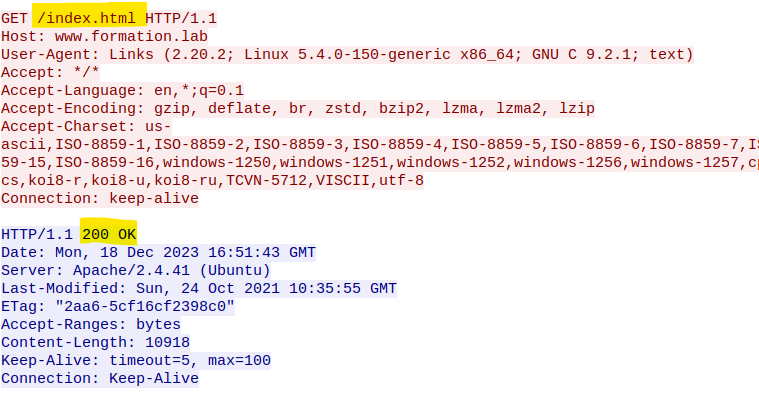 GET /index.html HTTP/1.1
Host: www.formation.lab
User-Agent: Links (2.20.2; Linux 5.4.0-150-generic x86_64; GNU C 9.2.1; text)
Accept: */*
Accept-Language: en,*;q=0.1
Accept-Encoding: gzip, deflate, br, zstd, bzip2, lzma, lzma2, lzip
Accept-Charset: us-
ascii,ISO-8859-1,ISO-8859-2,ISO-8859-3,ISO-8859-4,ISO-8859-5,ISO-8859-6,ISO-8859-7,
59-15,ISO-8859-16,windows-1250,windows-1251,windows-1252,windows-1256,windows-1257,
cs,koi8-r,koi8-u,koi8-ru,TCVN-5712,VISCII,utf-8
Connection: keep-alive
HTTP/1.1 200 OK
Date: Mon, 18 Dec 2023 16:51:43 GMT
Server: Apache/2.4.41 (Ubuntu)
Last-Modified: Sun, 24 Oct 2021 10:35:55 GMT
ETag: "2aa6-5cf16cf2398c0"
Accept-Ranges: bytes
Content-Length: 10918
Keep-Alive: timeout=5, max=100
Connection: Keep-Alive